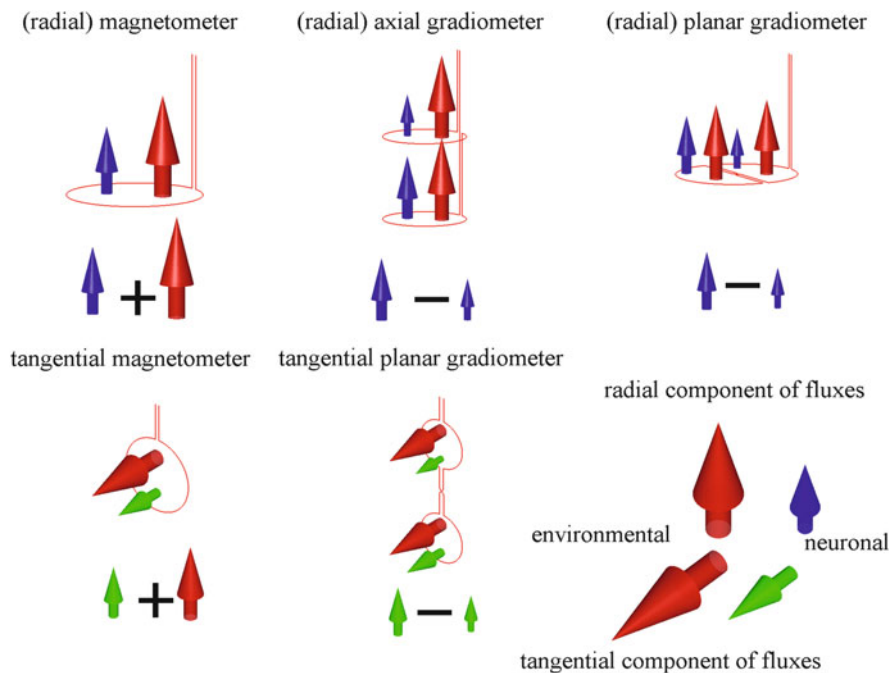 (radial) magnetometer
(radial) axial gradiometer
(radial) planar gradiometer
tangential magnetometer
tangential planar gradiometer
radial component of fluxes
environmental
neuronal
tangential component of fluxes